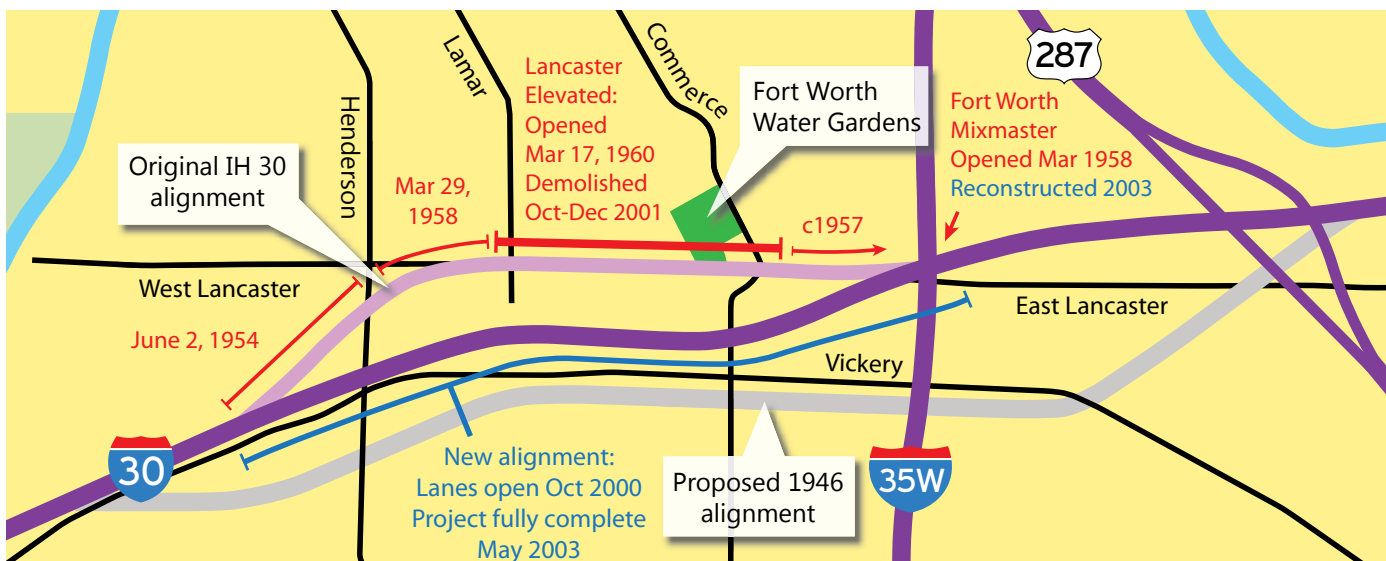 287
Lamar
Commerce
Henderson
Lancaster
Elevated:
Opened
Mar 17, 1960
Demolished
Oct-Dec 2001
Fort Worth
Water Gardens
Fort Worth
Mixmaster
Opened Mar 1958
Reconstructed 2003
Original IH 30
alignment
Mar 29,
1958
c1957
West Lancaster
East Lancaster
June 2, 1954
Vickery
30
New alignment:
Lanes open Oct 2000
Project fully complete
May 2003
Proposed 1946
alignment
35W